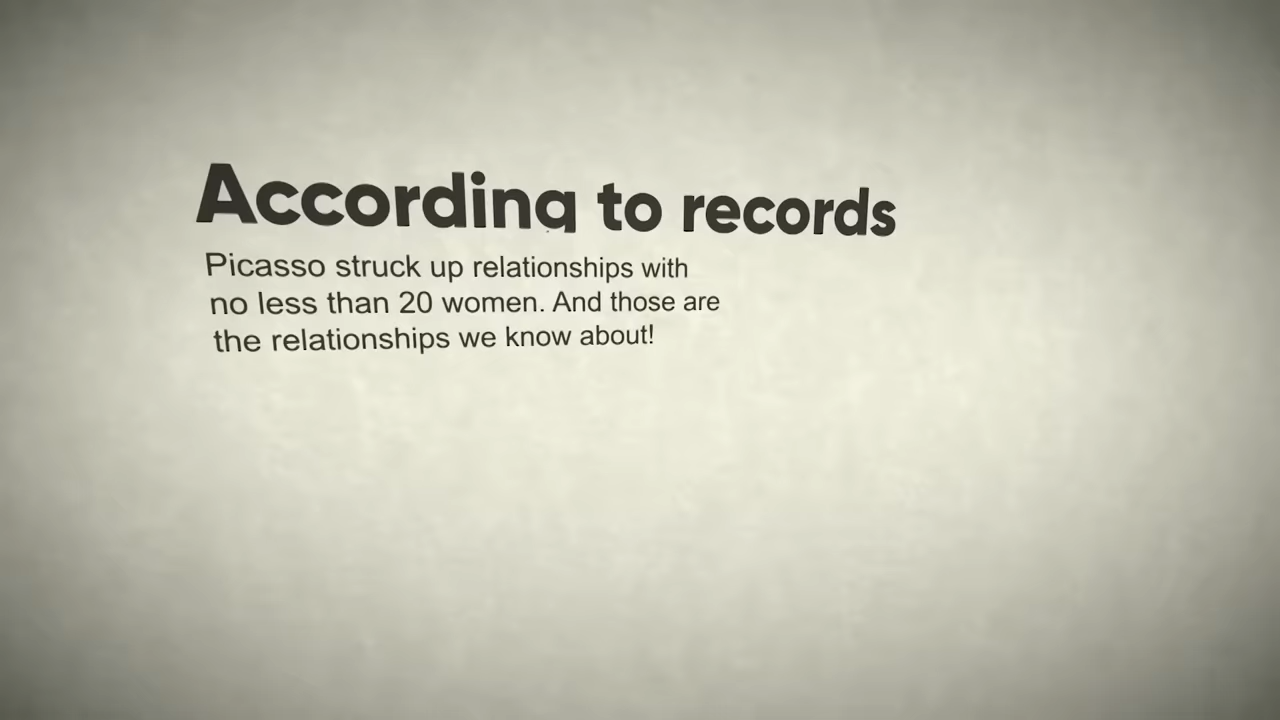 According to records
Picasso struck up relationships with
no less than 20 women. And those are
the relationships we know about!